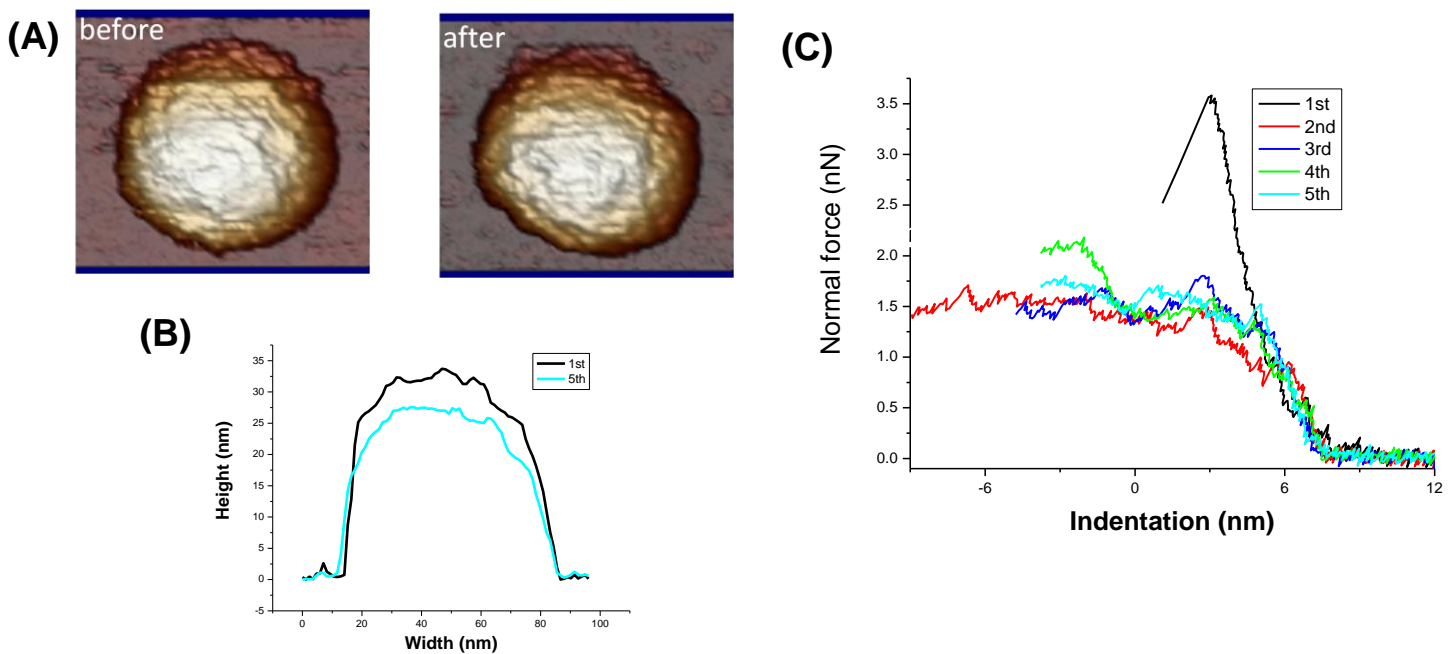 (A)
before
after
(B)
1st
5th
35
30
25
20
15
10
5
0
-5
0 20 40 60 80 100
Height (nm)
Width (nm)
(C)
1st
2nd
3rd
4th
5th
3.5
3.0
2.5
2.0
1.5
1.0
0.5
0.0
-6 0 6 12
Normal force (nN)
Indentation (nm)